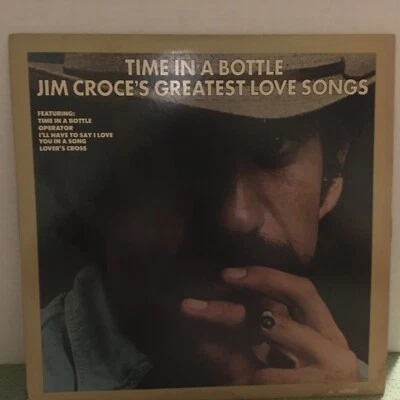 TIME IN A BOTTLE
JIM CROCE'S GREATEST LOVE SONGS
FEATURING:
TIME IN A BOTTLE
OPERATOR
I'LL HAVE TO SAY I LOVE
YOU IN A SONG
LOVER'S CROSS